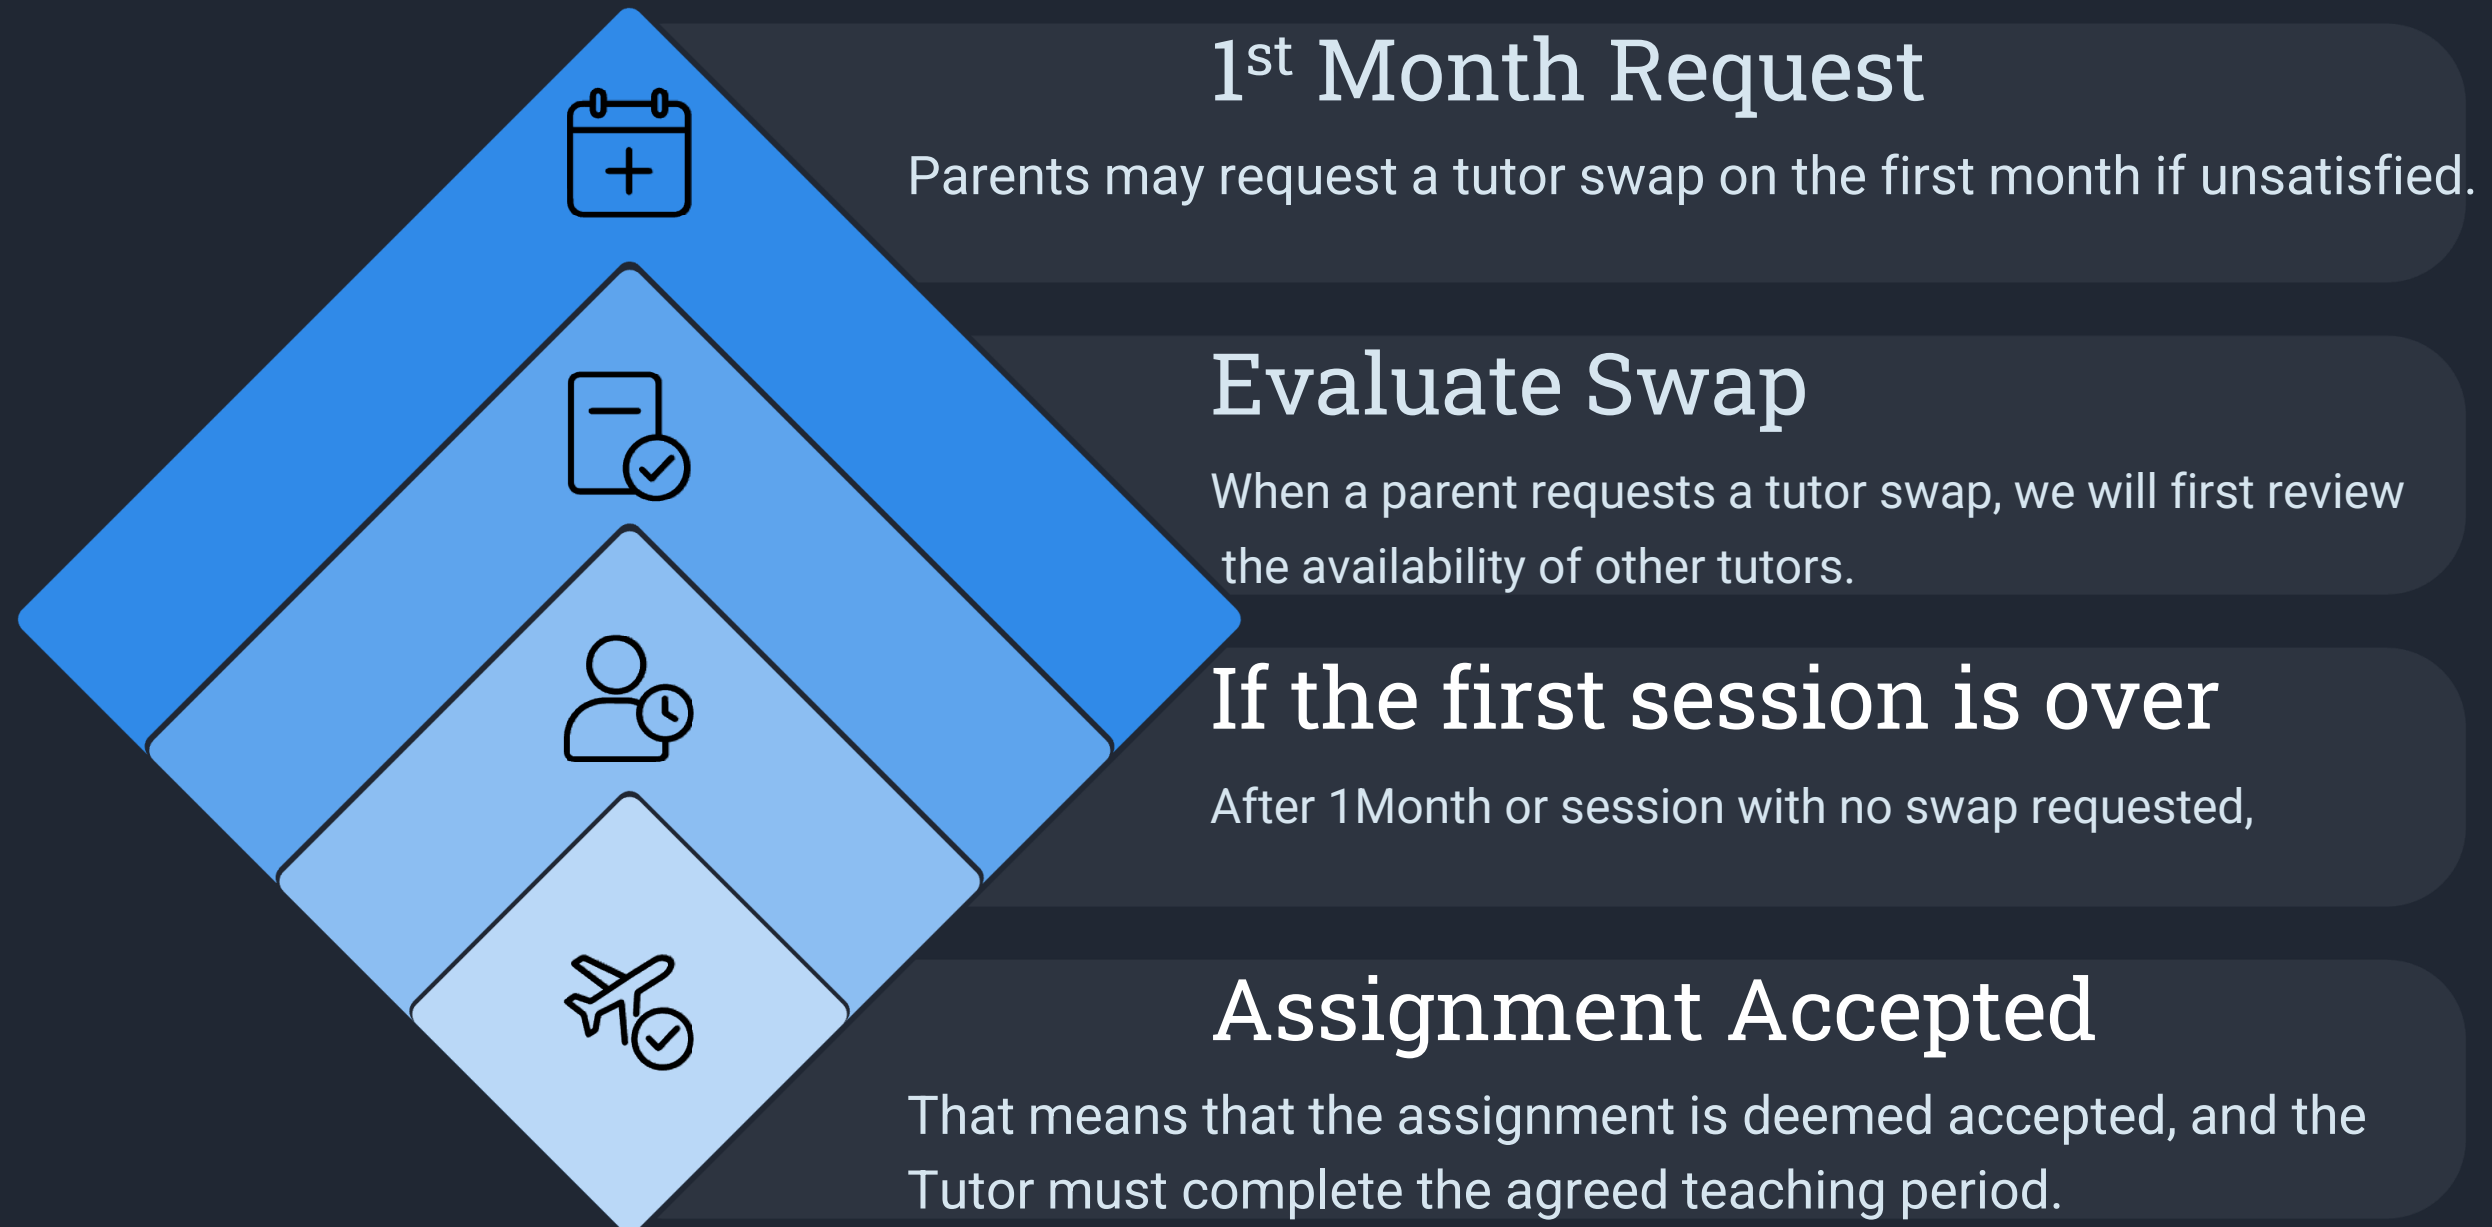 1st Month Request
Parents may request a tutor swap on the first month if unsatisfied.
Evaluate Swap
When a parent requests a tutor swap, we will first review
the availability of other tutors.
If the first session is over
After 1Month or session with no swap requested,
Assignment Accepted
That means that the assignment is deemed accepted, and the
Tutor must complete the agreed teaching period.